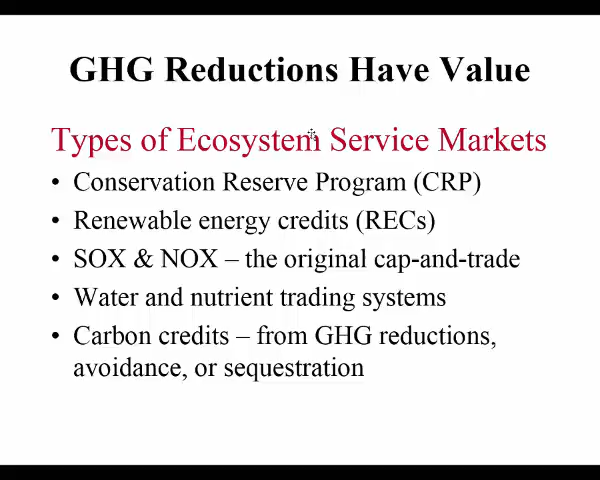 GHG Reductions Have Value
Types of Ecosystem Service Markets
• Conservation Reserve Program (CRP)
• Renewable energy credits (RECs)
• SOX & NOX – the original cap-and-trade
• Water and nutrient trading systems
• Carbon credits – from GHG reductions,
avoidance, or sequestration